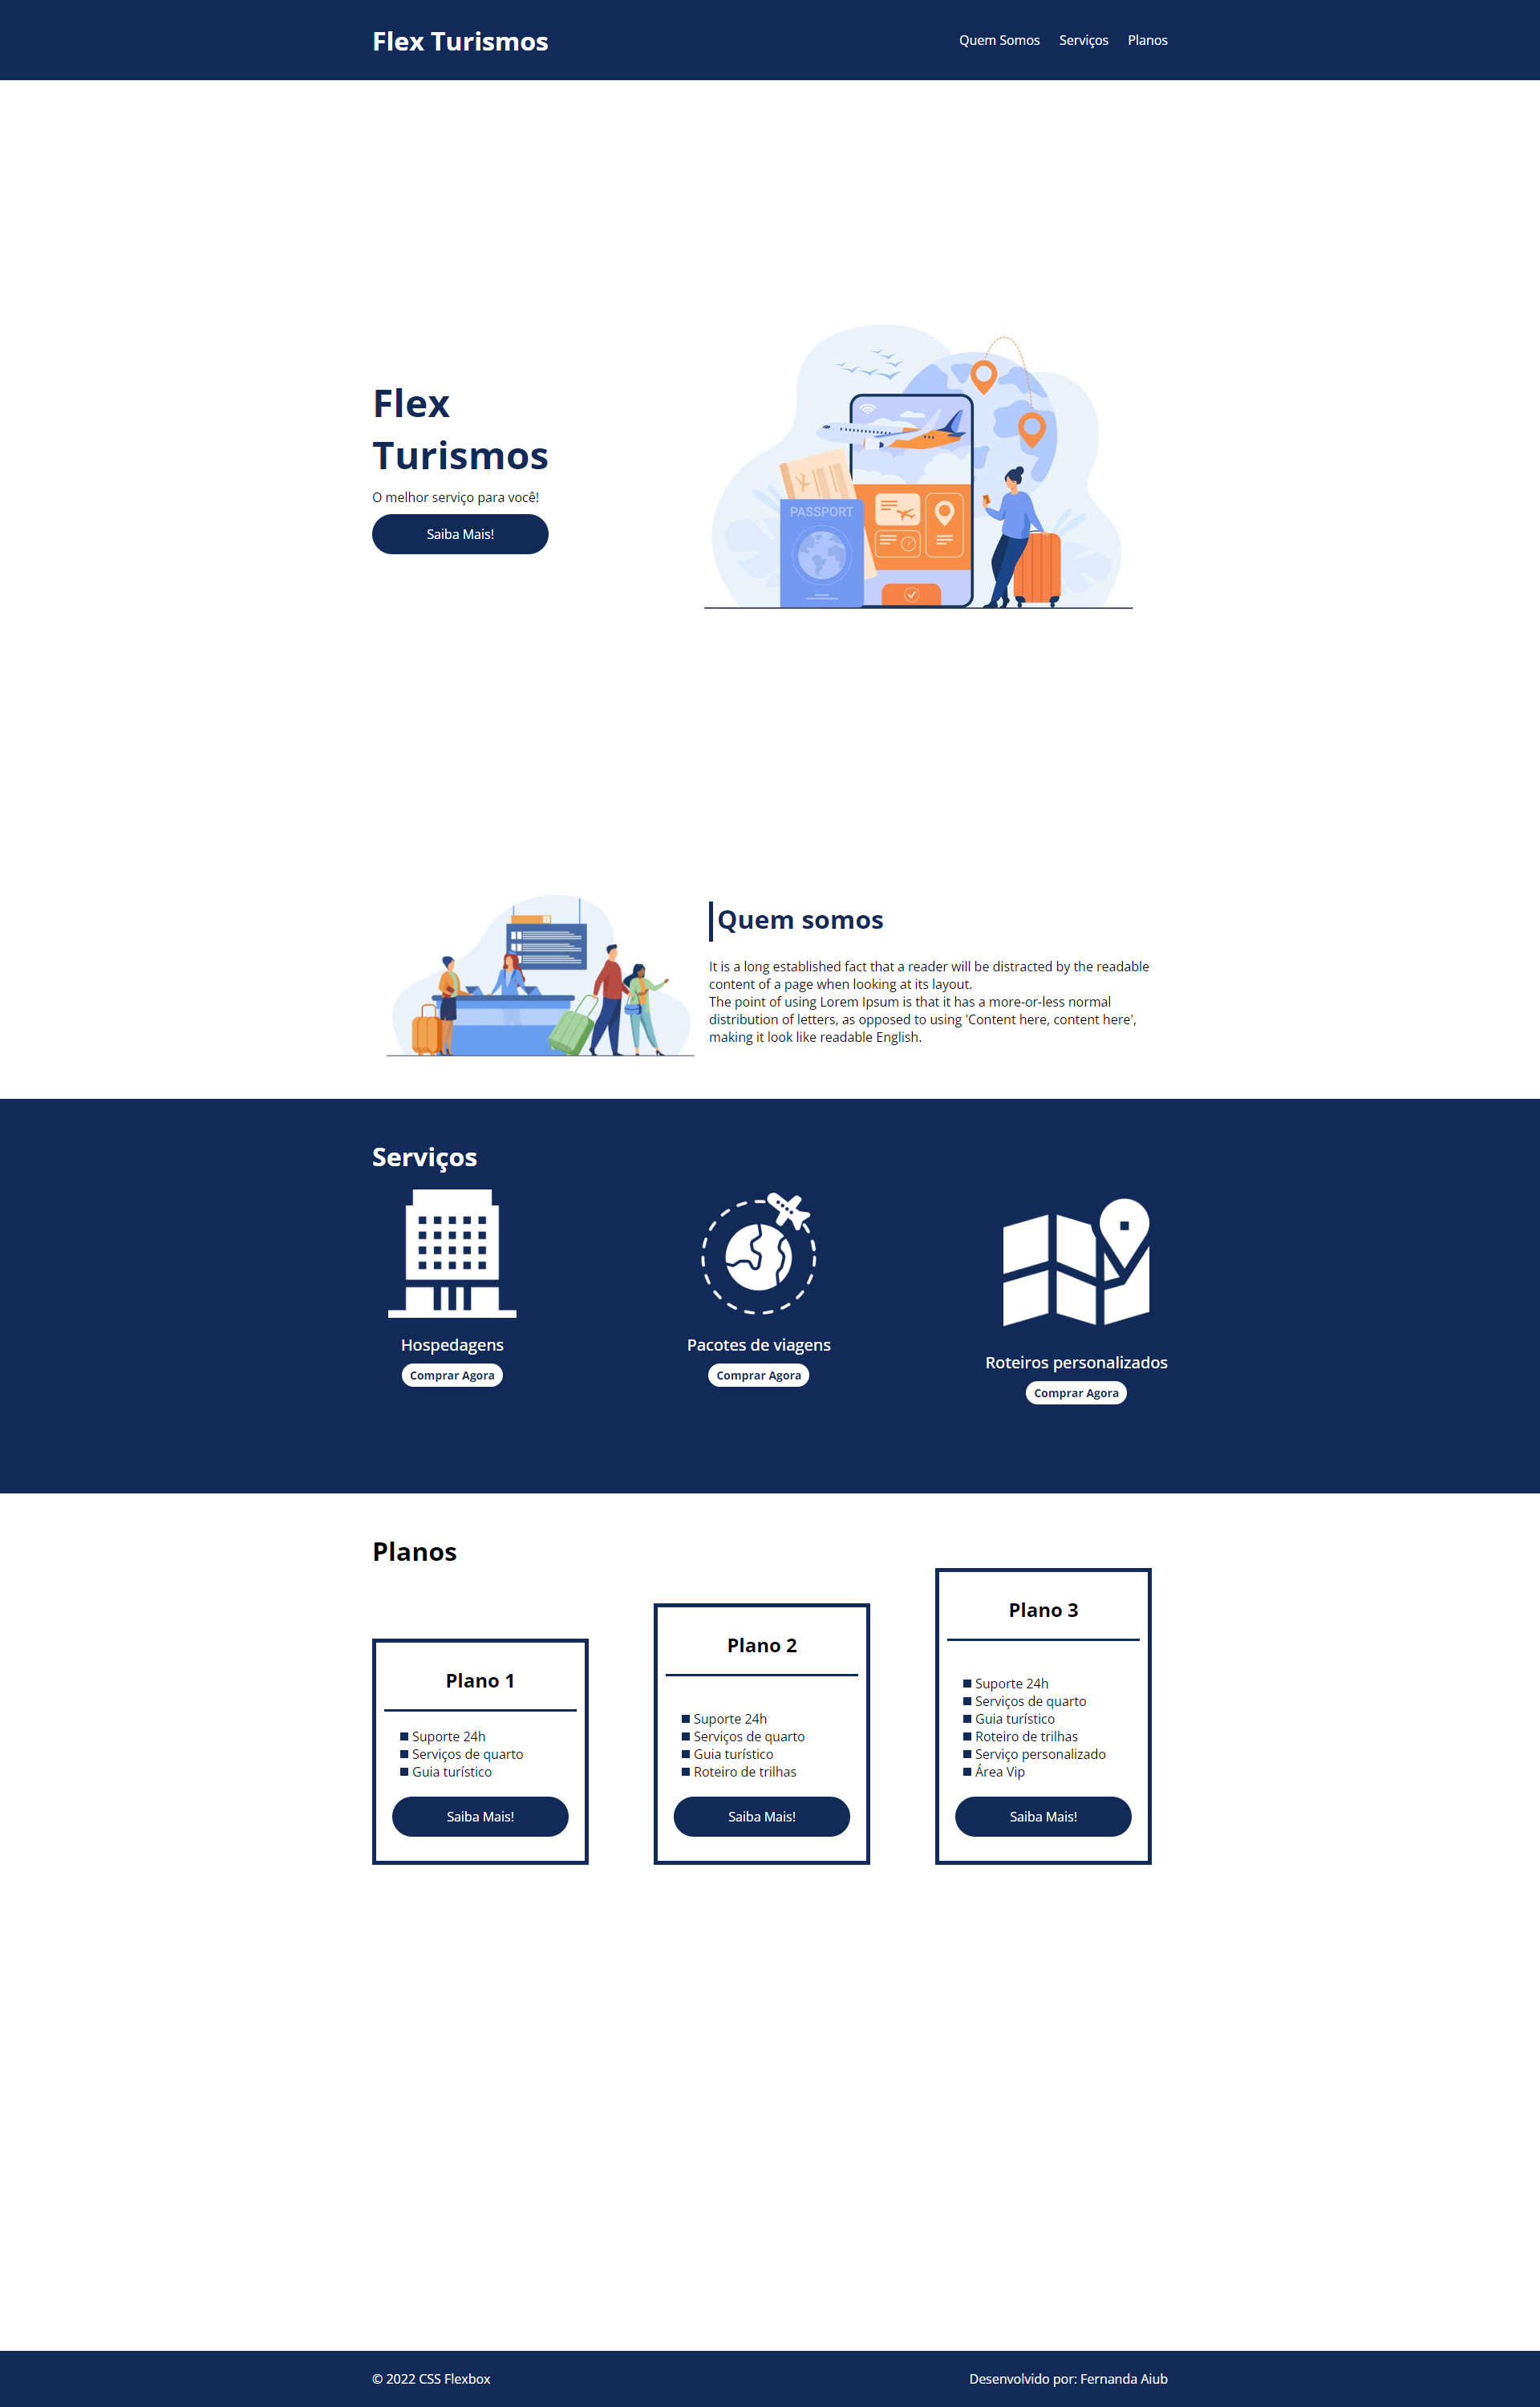 Flex Turismos
Quem Somos Serviços Planos
Flex
Turismos
O melhor serviço para você!
Saiba Mais!
PASSPORT
Quem somos
It is a long established fact that a reader will be distracted by the readable
content of a page when looking at its layout.
The point of using Lorem Ipsum is that it has a more-or-less normal
distribution of letters, as opposed to using 'Content here, content here',
making it look like readable English.
Serviços
Hospedagens
Comprar Agora
Pacotes de viagens
Comprar Agora
Roteiros personalizados
Comprar Agora
Planos
Plano 1
Suporte 24h
Serviços de quarto
Guia turístico
Saiba Mais!
Plano 2
Suporte 24h
Serviços de quarto
Guia turístico
Roteiro de trilhas
Saiba Mais!
Plano 3
Suporte 24h
Serviços de quarto
Guia turístico
Roteiro de trilhas
Serviço personalizado
Área Vip
Saiba Mais!
© 2022 CSS Flexbox
Desenvolvido por: Fernanda Aiub